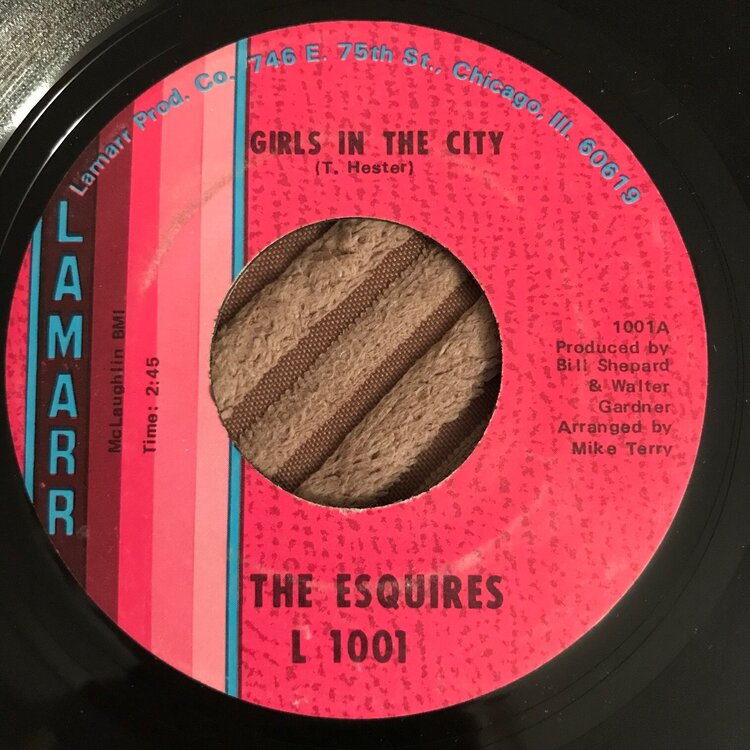 Lamarr Prod. Co., 746 E. 75th St., Chicago, Ill. 60619
GIRLS IN THE CITY
(T. Hester)
LAMARR
McLaughlin BMI
Time: 2:45
1001A
Produced by
Bill Shepard
& Walter
Gardner
Arranged by
Mike Terry
THE ESQUIRES
L 1001